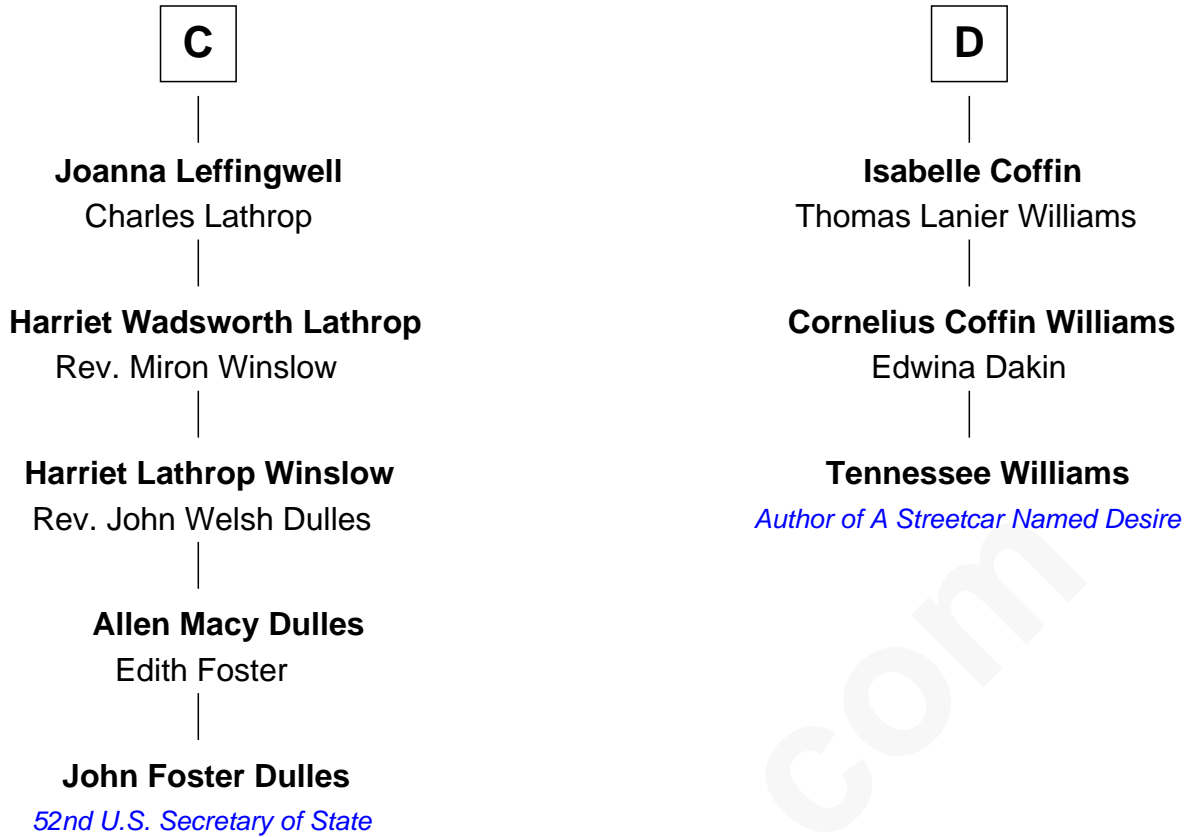 C
Joanna Leffingwell
Charles Lathrop
Harriet Wadsworth Lathrop
Rev. Miron Winslow
Harriet Lathrop Winslow
Rev. John Welsh Dulles
Allen Macy Dulles
Edith Foster
John Foster Dulles
52nd U.S. Secretary of State
D
Isabelle Coffin
Thomas Lanier Williams
Cornelius Coffin Williams
Edwina Dakin
Tennessee Williams
Author of A Streetcar Named Desire
com